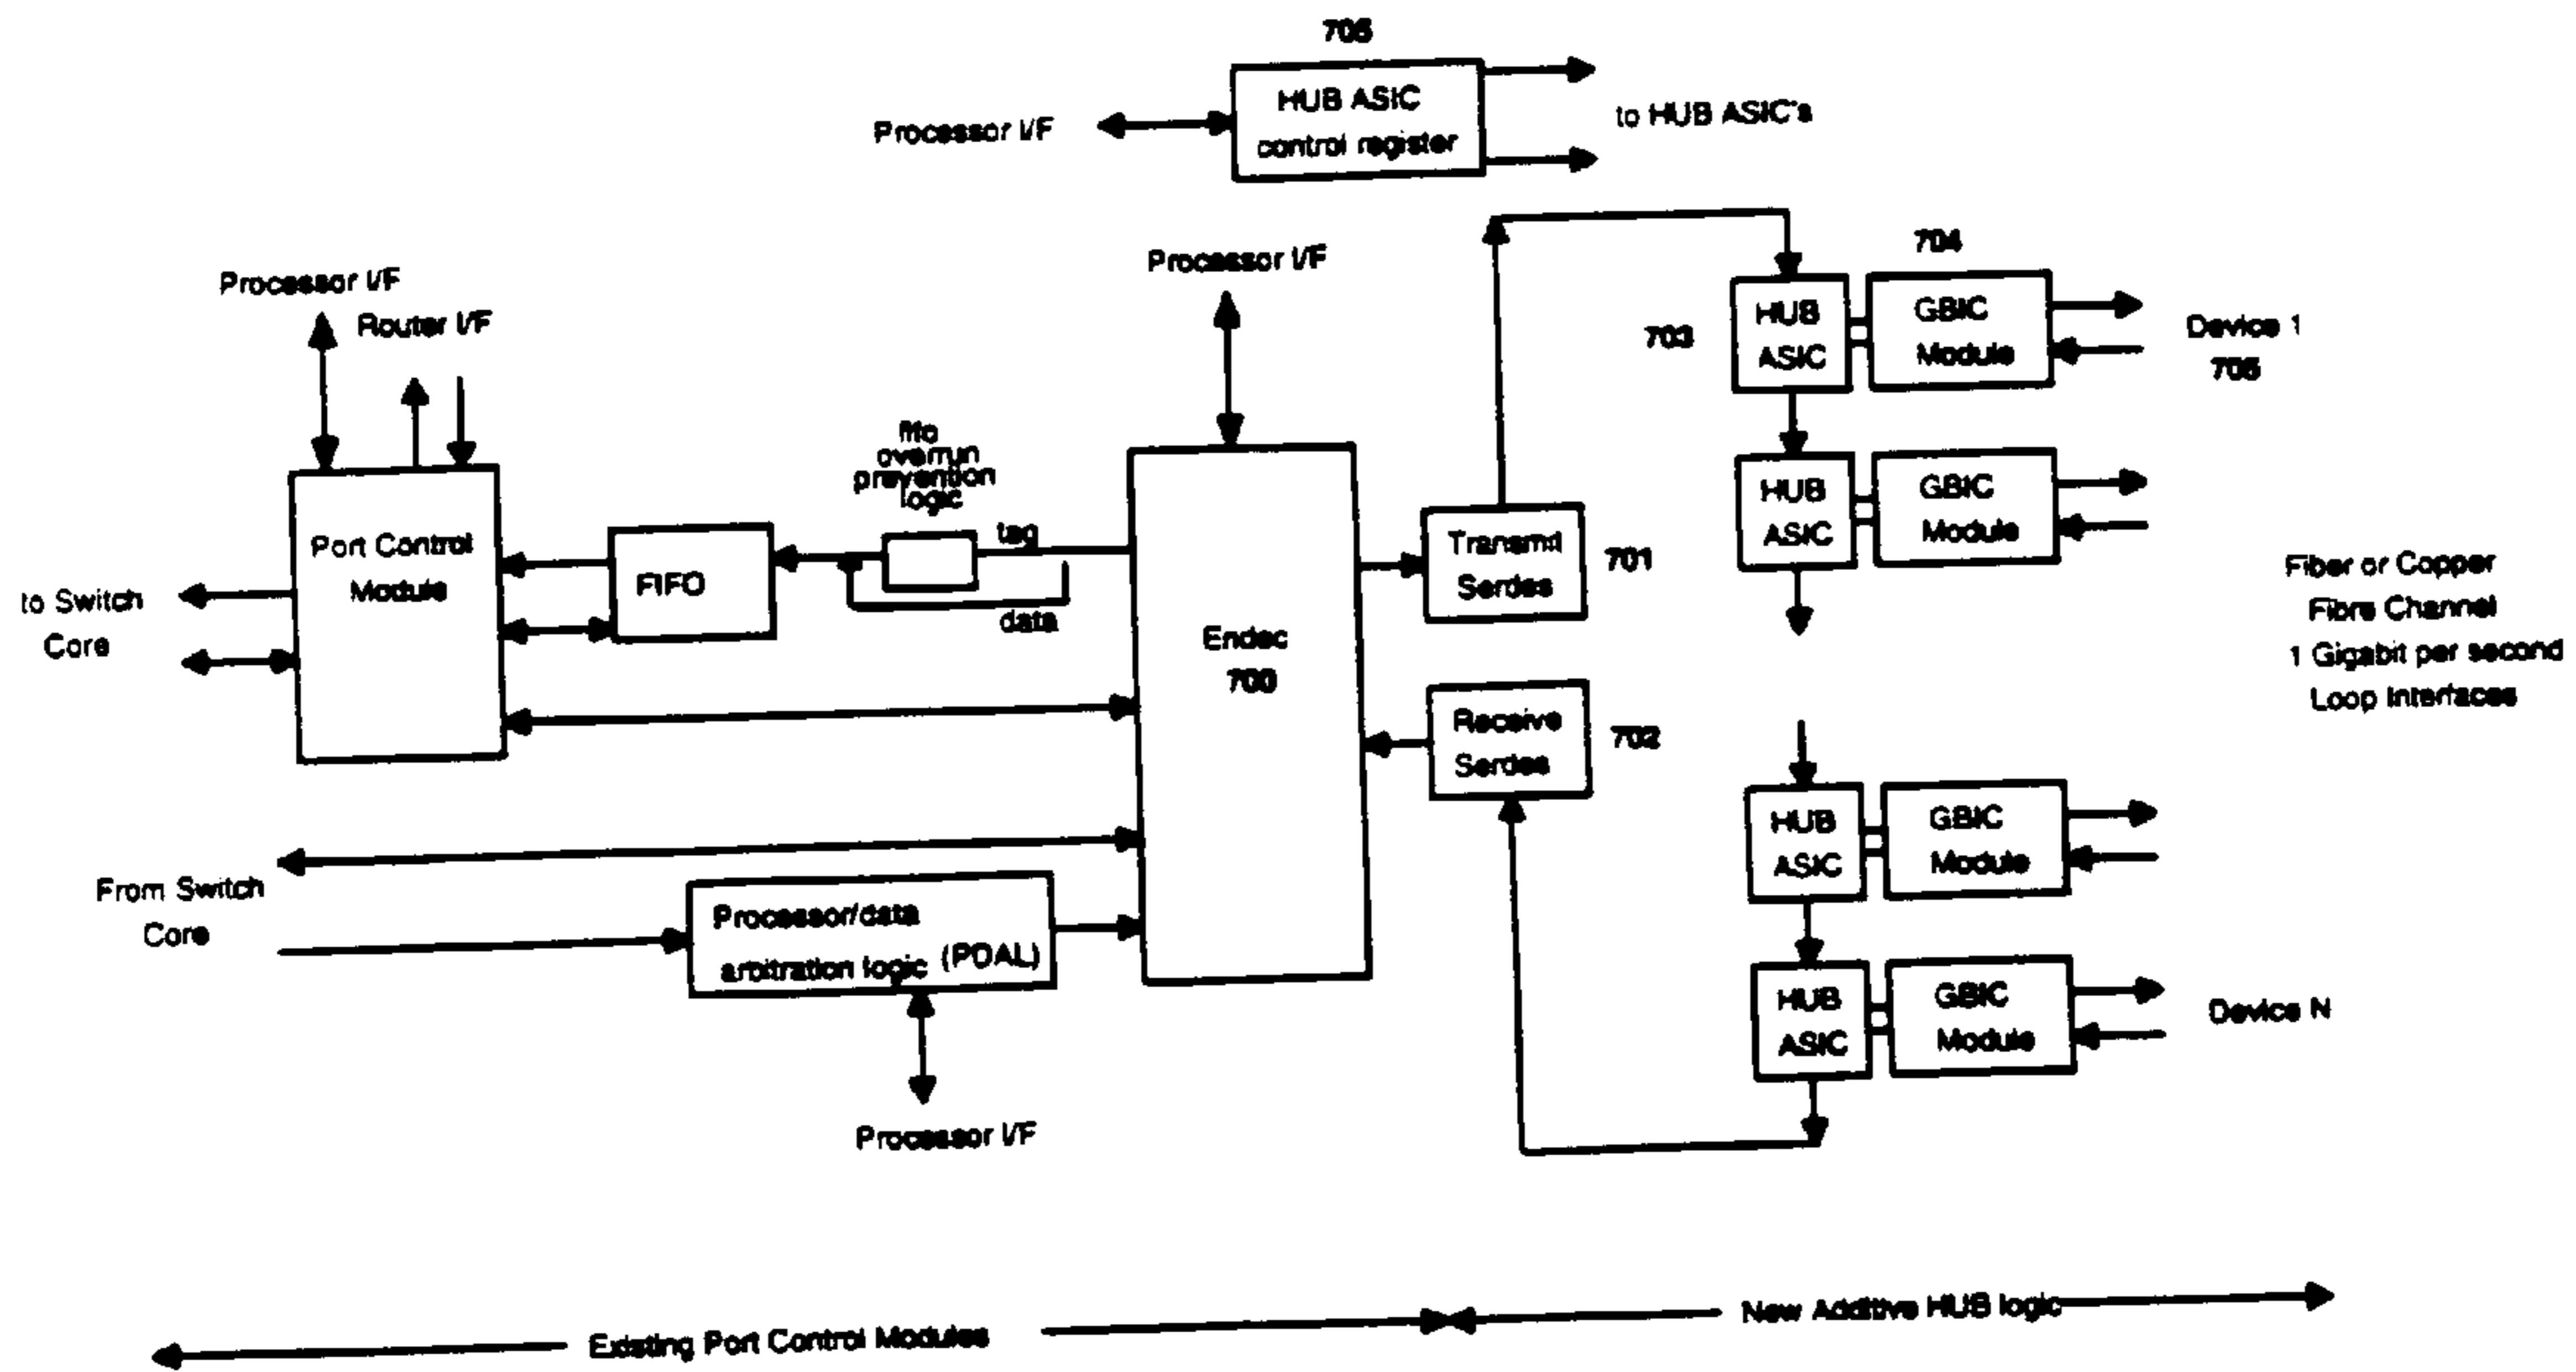 705
HUB ASIC
control register
Processor I/F
to HUB ASIC's
Processor I/F
Router I/F
Processor I/F
704
HUB
ASIC
GBIC
Module
703
Device 1
705
fifo
overrun
prevention
logic
tag
data
HUB
ASIC
GBIC
Module
Port Control
Module
FIFO
Transmit
Serdes
701
to Switch
Core
Endec
700
Fiber or Copper
Fibre Channel
1 Gigabit per second
Loop Interfaces
Receive
Serdes
702
HUB
ASIC
GBIC
Module
From Switch
Core
Processor/data
arbitration logic (PDAL)
HUB
ASIC
GBIC
Module
Device N
Processor I/F
Existing Port Control Modules
New Additive HUB logic